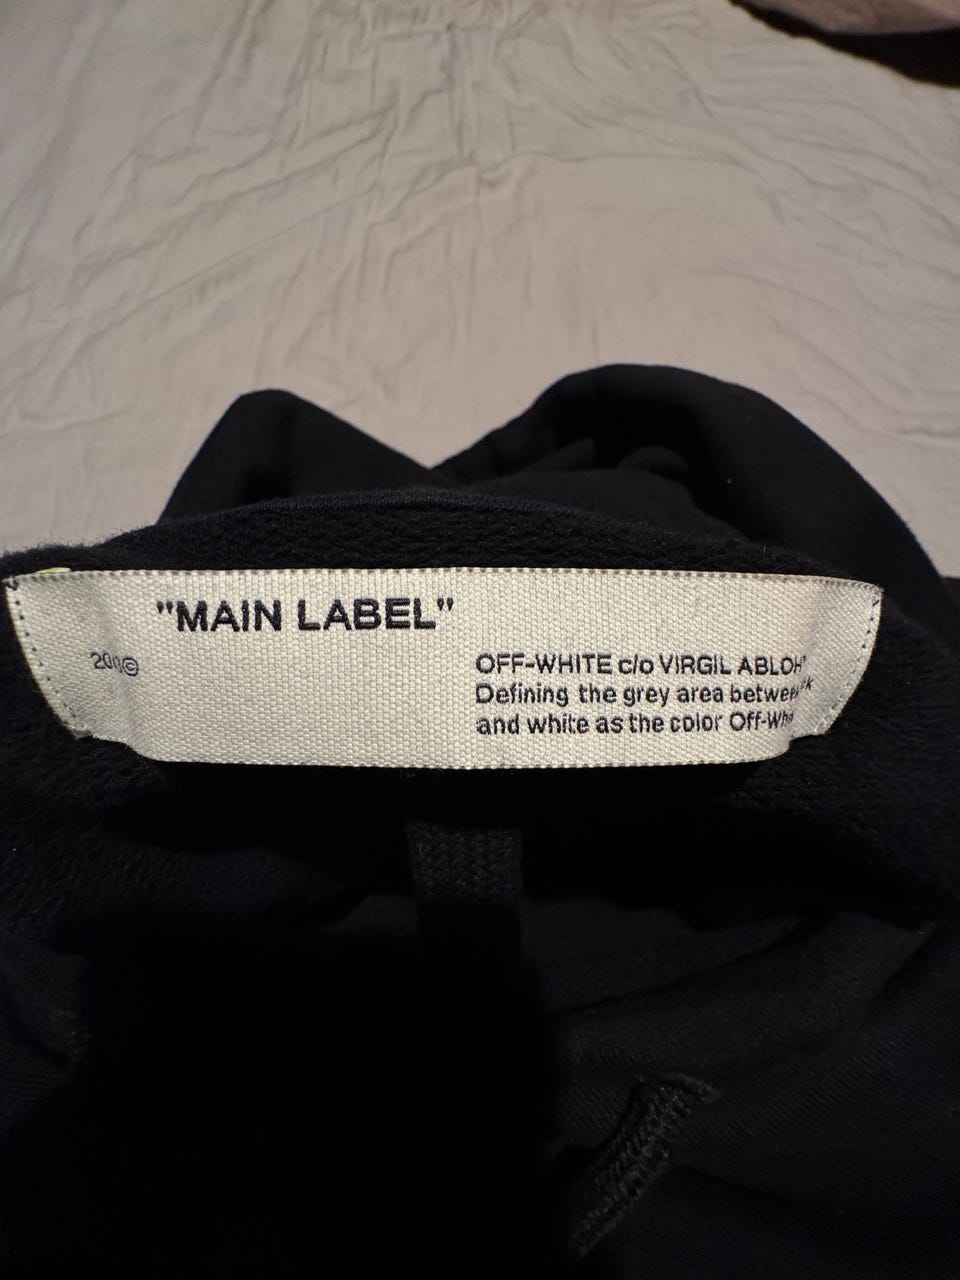 "MAIN LABEL"
OFF-WHITE c/o VIRGIL ABLOH
Defining the grey area
and white as the color